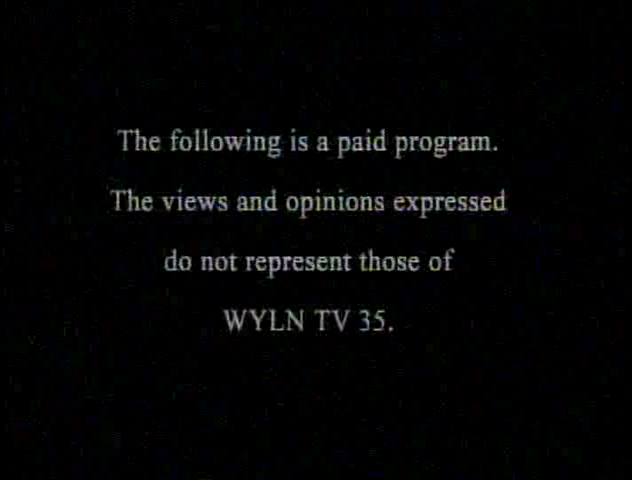 The following is a paid program.
The views and opinions expressed
do not represent those of
WYLN TV 35.